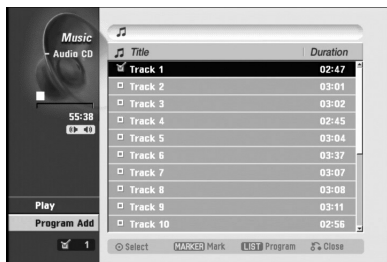 Music
- Audio CD
55:38
Play
Program Add
1
Title Duration
Track 1 02:47
Track 2 03:01
Track 3 03:02
Track 4 02:45
Track 5 03:04
Track 6 03:37
Track 7 03:07
Track 8 03:08
Track 9 03:11
Track 10 02:56
Select MARKER Mark LIST Program Close